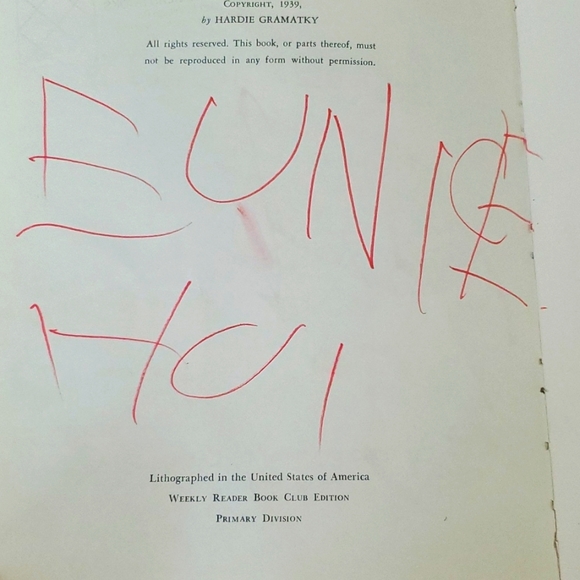 COPYRIGHT, 1939,
by HARDIE GRAMATKY
All rights reserved. This book, or parts thereof, must
not be reproduced in any form without permission.
EUNICE
HOI
Lithographed in the United States of America
WEEKLY READER BOOK CLUB EDITION
PRIMARY DIVISION